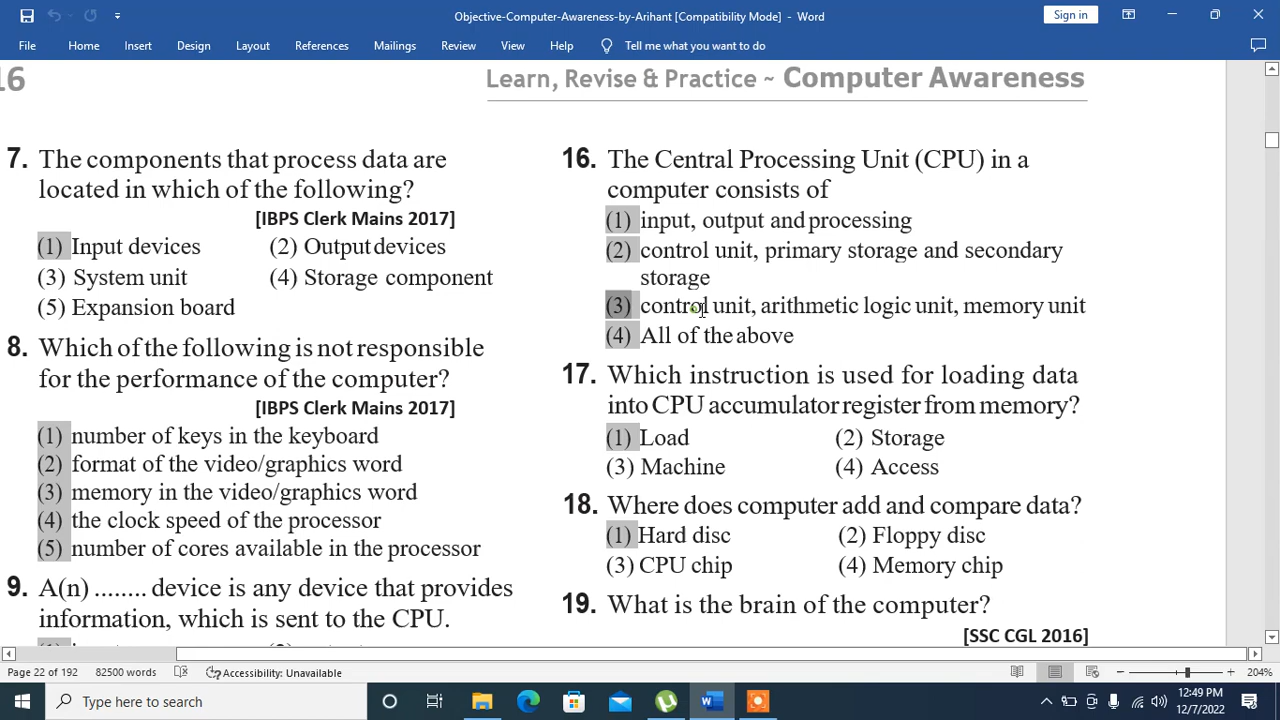 Objective-Computer-Awareness-by-Arihant [Compatibility Mode] - Word
Sign in
File Home Insert Design Layout References Mailings Review View Help Tell me what you want to do
16
Learn, Revise & Practice ~ Computer Awareness
7. The components that process data are
located in which of the following?
[IBPS Clerk Mains 2017]
(1) Input devices (2) Output devices
(3) System unit (4) Storage component
(5) Expansion board
8. Which of the following is not responsible
for the performance of the computer?
[IBPS Clerk Mains 2017]
(1) number of keys in the keyboard
(2) format of the video/graphics word
(3) memory in the video/graphics word
(4) the clock speed of the processor
(5) number of cores available in the processor
9. A(n) ........ device is any device that provides
information, which is sent to the CPU.
16. The Central Processing Unit (CPU) in a
computer consists of
(1) input, output and processing
(2) control unit, primary storage and secondary
storage
(3) control unit, arithmetic logic unit, memory unit
(4) All of the above
17. Which instruction is used for loading data
into CPU accumulator register from memory?
(1) Load (2) Storage
(3) Machine (4) Access
18. Where does computer add and compare data?
(1) Hard disc (2) Floppy disc
(3) CPU chip (4) Memory chip
19. What is the brain of the computer?
[SSC CGL 2016]
Page 22 of 192 82500 words Accessibility: Unavailable 204%
Type here to search
12:49 PM
12/7/2022